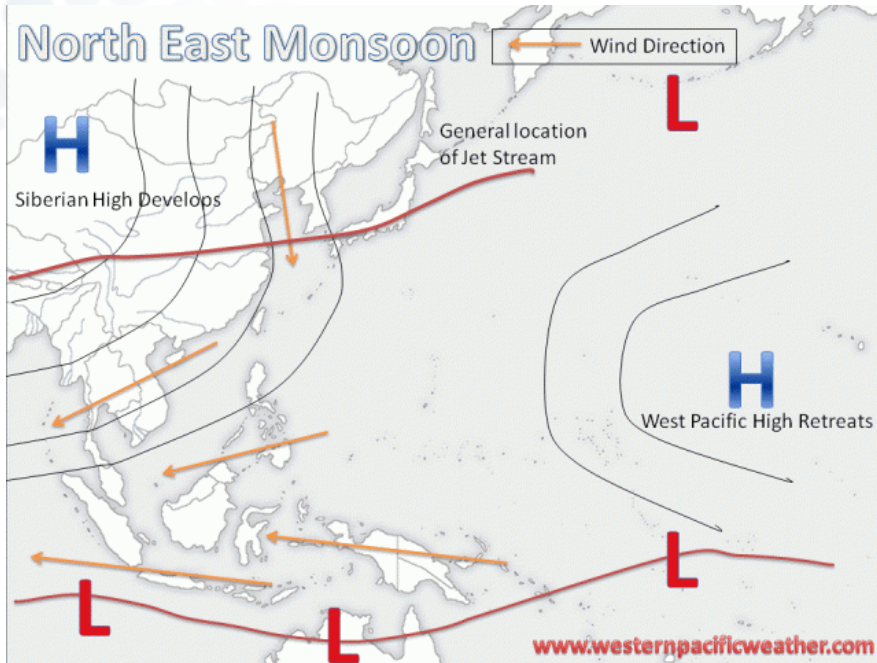 North East Monsoon
Wind Direction
L
H
General location
of Jet Stream
Siberian High Develops
H
West Pacific High Retreats
L
L
L
www.westernpacificweather.com